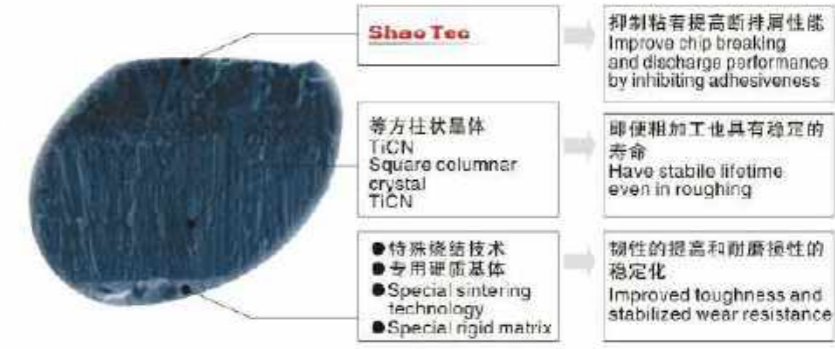 Shao Tec
抑制粘着提高断排屑性能
Improve chip breaking
and discharge performance
by inhibiting adhesiveness
等方柱状晶体
TiCN
Square columnar
crystal
TiCN
即便粗加工也具有稳定的
寿命
Have stabile lifetime
even in roughing
●特殊烧结技术
●专用硬质基体
●Special sintering
technology
●Special rigid matrix
韧性的提高和耐磨损性的
稳定化
Improved toughness and
stabilized wear resistance